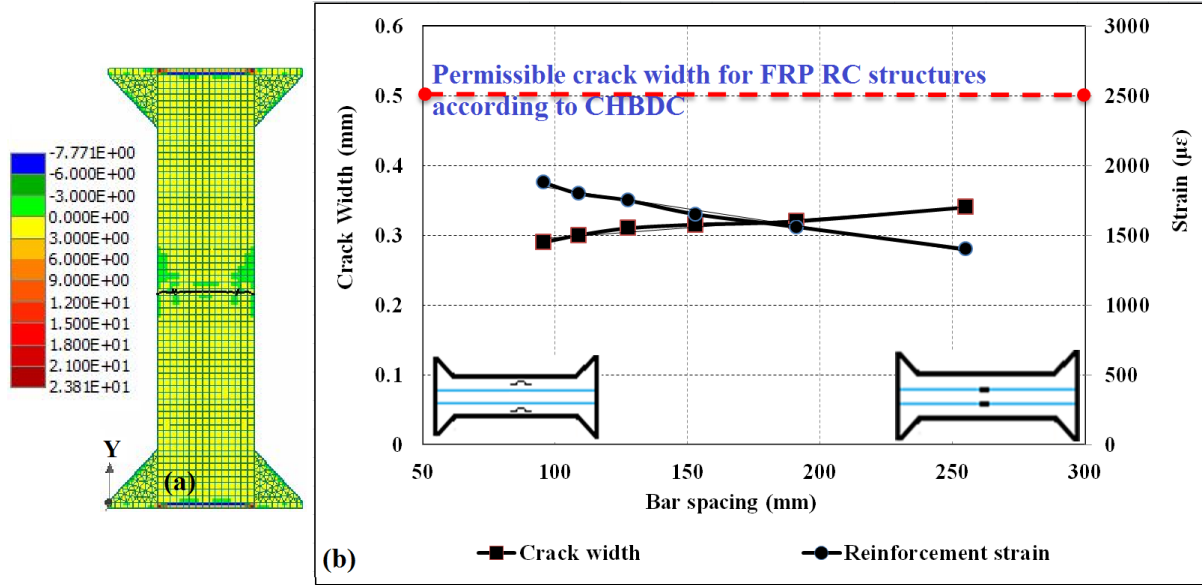 -7.771E+00
-6.000E+00
-3.000E+00
0.000E+00
3.000E+00
6.000E+00
9.000E+00
1.200E+01
1.500E+01
1.800E+01
2.100E+01
2.381E+01
Y
(a)
Permissible crack width for FRP RC structures
according to CHBDC
Crack Width (mm)
0.6
0.5
0.4
0.3
0.2
0.1
0
3000
2500
2000
1500
1000
500
0
Strain (με)
50
100
150
200
250
300
Bar spacing (mm)
(b)
Crack width
Reinforcement strain